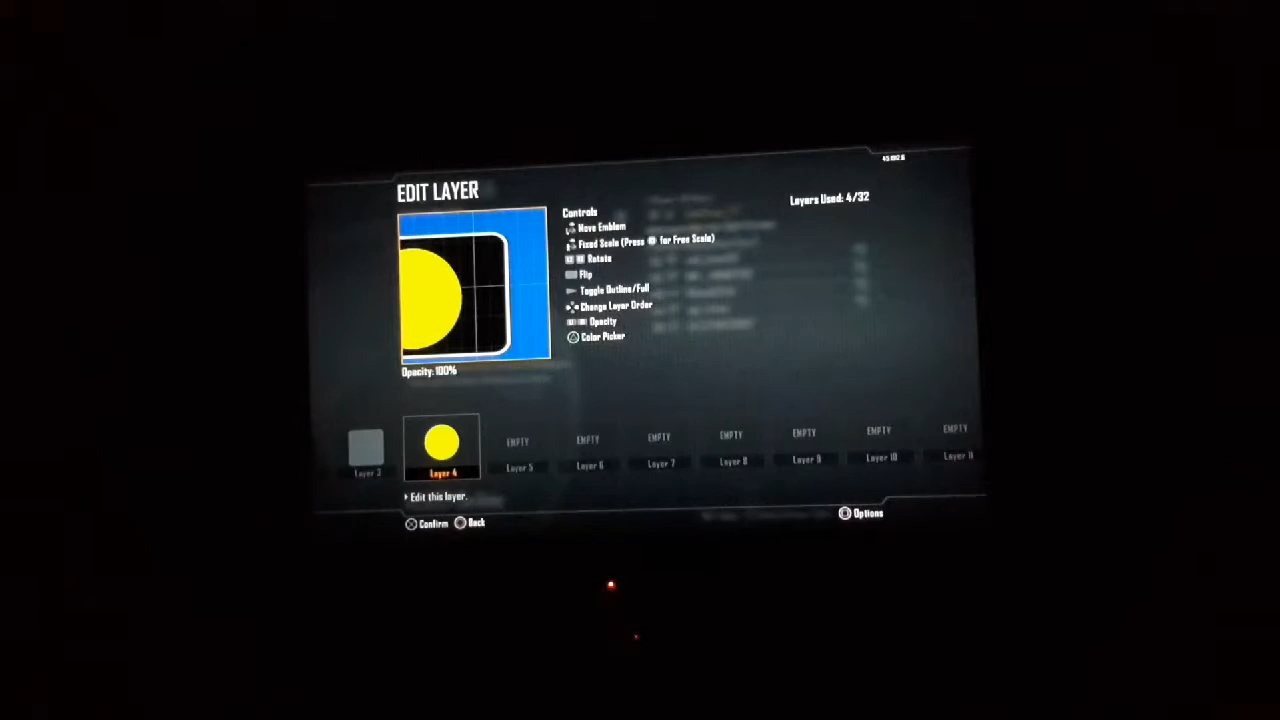 EDIT LAYER
Layers Used: 4/32
Controls
Move Emblem
Fixed Scale (Press for Free Scale)
Rotate
Flip
Toggle Outline/Full
Change Layer Order
Opacity
Color Picker
Opacity: 100%
EMPTY EMPTY EMPTY EMPTY EMPTY EMPTY EMPTY
Layer 3 Layer 4 Layer 5 Layer 6 Layer 7 Layer 8 Layer 9 Layer 10 Layer 11
Edit this layer.
Confirm Back
Options